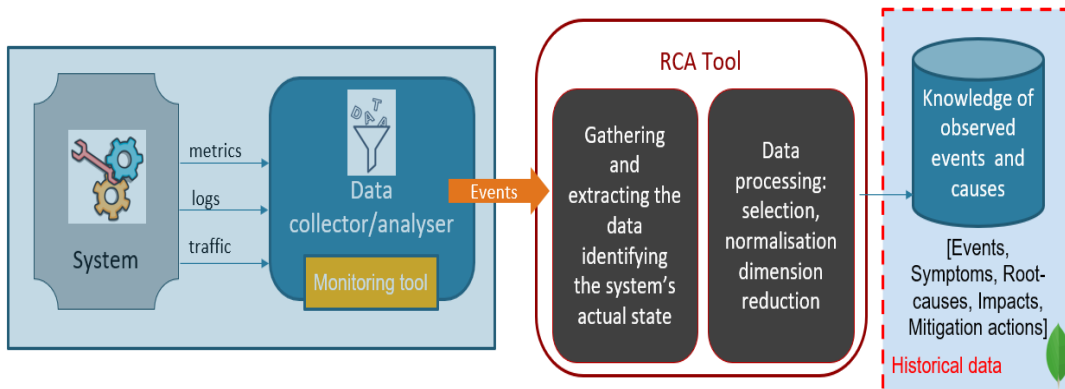 System
metrics
logs
traffic
DATA
Data
collector/analyser
Monitoring tool
Events
RCA Tool
Gathering
and
extracting the
data
identifying
the system's
actual state
Data
processing:
selection,
normalisation
dimension
reduction
Knowledge of
observed
events and
causes
[Events,
Symptoms, Root-
causes, Impacts,
Mitigation actions]
Historical data